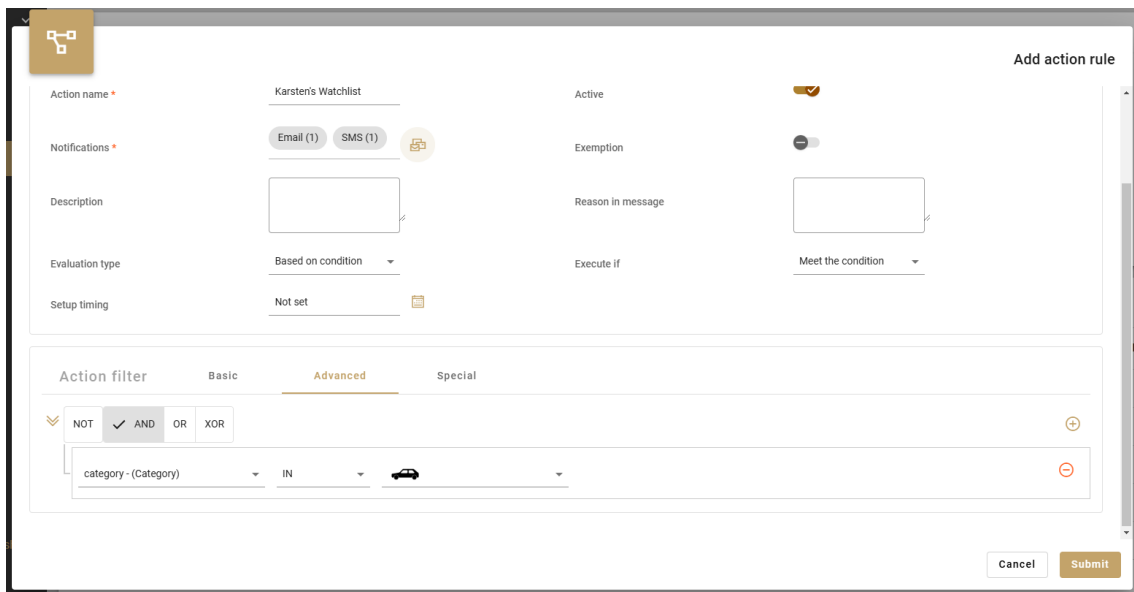 Add action rule
Action name *
Karsten's Watchlist
Active
Notifications *
Email (1)
SMS (1)
Exemption
Description
Reason in message
Evaluation type
Based on condition
Execute if
Meet the condition
Setup timing
Not set
Action filter
Basic
Advanced
Special
NOT
AND
OR
XOR
category - (Category)
IN
Cancel
Submit